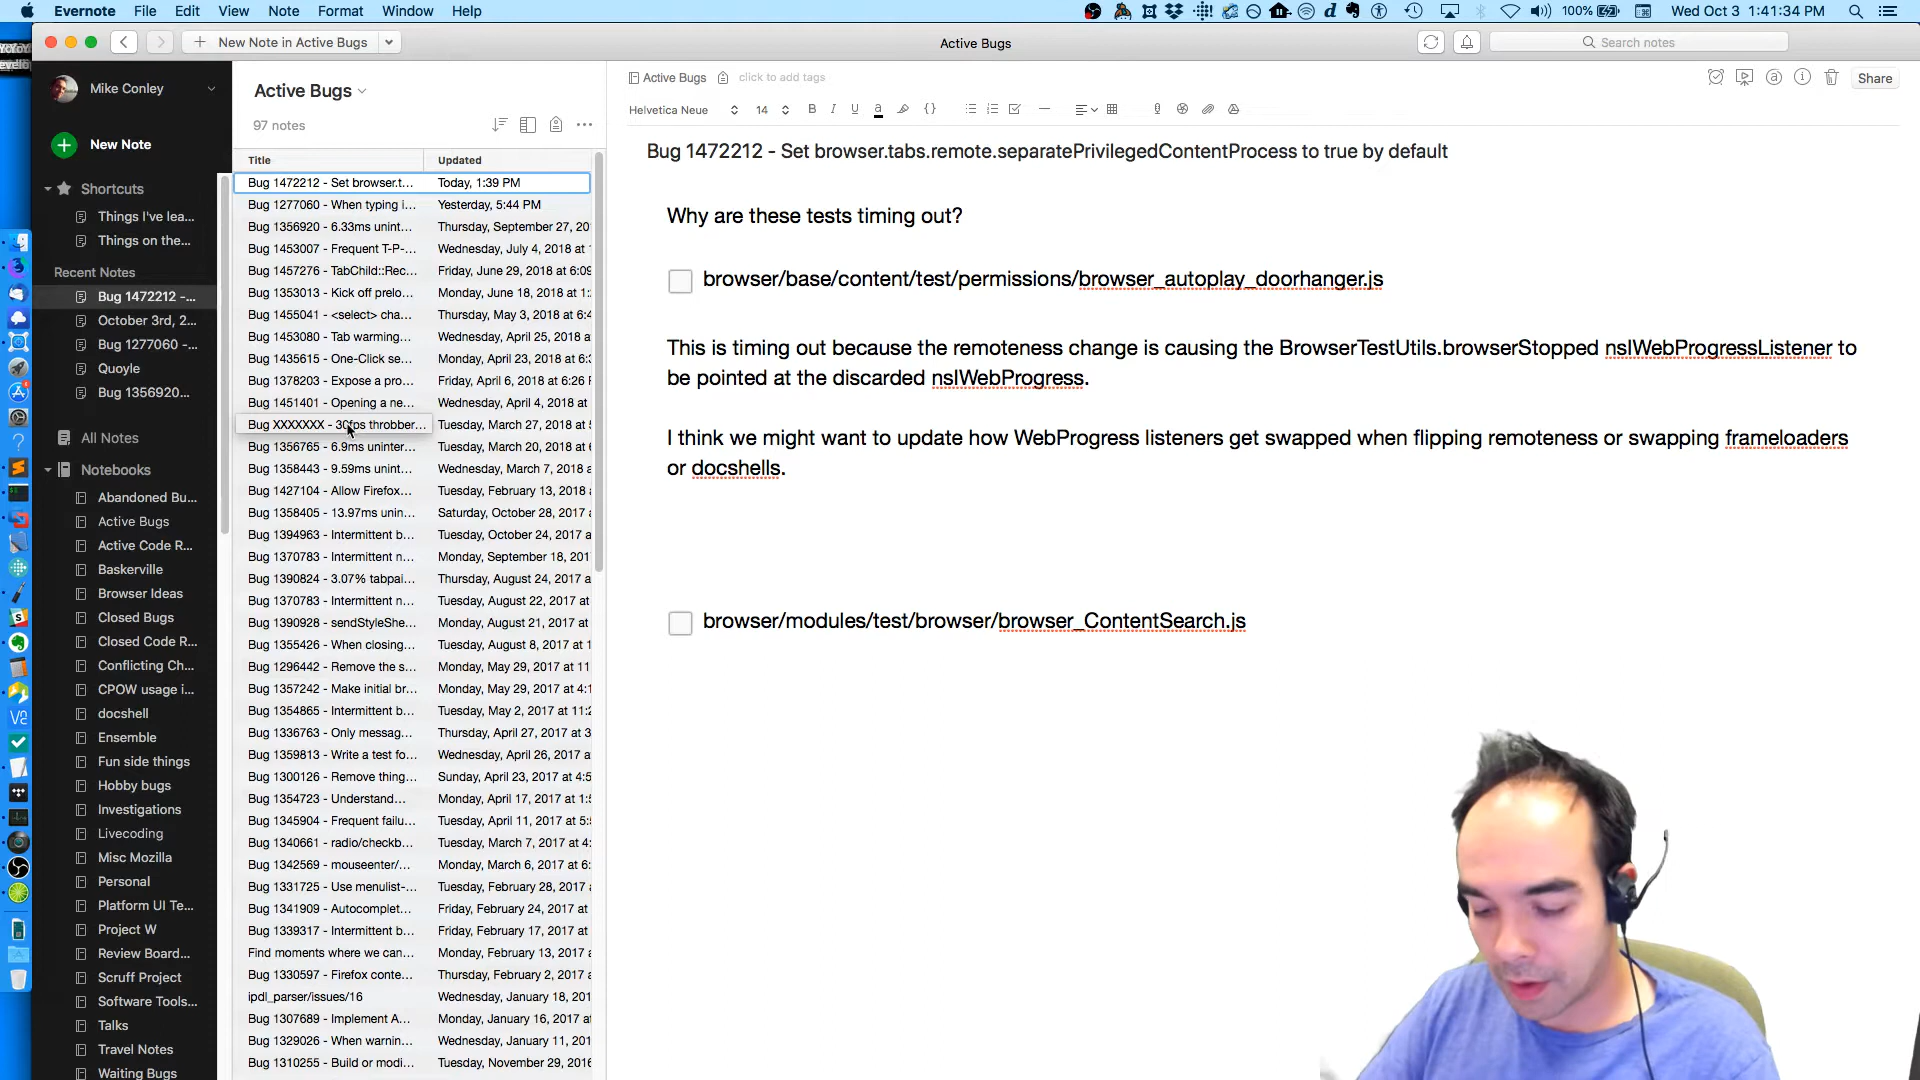 Evernote File Edit View Note Format Window Help 100% Wed Oct 3 1:41:34 PM
New Note in Active Bugs Active Bugs Search notes
Mike Conley
New Note
Shortcuts
Things I've lea...
Things on the...
Recent Notes
Bug 1472212 -...
October 3rd, 2...
Bug 1277060 -...
Quoyle
Bug 1356920...
All Notes
Notebooks
Abandoned Bu...
Active Bugs
Active Code R...
Baskerville
Browser Ideas
Closed Bugs
Closed Code R...
Conflicting Ch...
CPOW usage i...
docshell
Ensemble
Fun side things
Hobby bugs
Investigations
Livecoding
Misc Mozilla
Personal
Platform UI Te...
Project W
Review Board...
Scruff Project
Software Tools...
Talks
Travel Notes
Waiting Bugs
Active Bugs
97 notes
Title Updated
Bug 1472212 - Set browser.t... Today, 1:39 PM
Bug 1277060 - When typing i... Yesterday, 5:44 PM
Bug 1356920 - 6.33ms unint... Thursday, September 27, 20
Bug 1453007 - Frequent T-P-... Wednesday, July 4, 2018 at
Bug 1457276 - TabChild::Rec... Friday, June 29, 2018 at 6:09
Bug 1353013 - Kick off prelo... Monday, June 18, 2018 at 1:
Bug 1455041 - <select> cha... Thursday, May 3, 2018 at 6:4
Bug 1453080 - Tab warming... Wednesday, April 25, 2018 at
Bug 1435615 - One-Click se... Monday, April 23, 2018 at 6:3
Bug 1378203 - Expose a pro... Friday, April 6, 2018 at 6:26
Bug 1451401 - Opening a ne... Wednesday, April 4, 2018 at
Bug XXXXXXX - 30fps throbber... Tuesday, March 27, 2018 at
Bug 1356765 - 6.9ms uninter... Tuesday, March 20, 2018 at
Bug 1358443 - 9.59ms unint... Wednesday, March 7, 2018 at
Bug 1427104 - Allow Firefox... Tuesday, February 13, 2018 at
Bug 1358405 - 13.97ms unin... Saturday, October 28, 2017 at
Bug 1394963 - Intermittent b... Tuesday, October 24, 2017 at
Bug 1370783 - Intermittent n... Monday, September 18, 201
Bug 1390824 - 3.07% tabpai... Thursday, August 24, 2017 at
Bug 1370783 - Intermittent n... Tuesday, August 22, 2017 at
Bug 1390928 - sendStyleShe... Monday, August 21, 2017 at
Bug 1355426 - When closing... Tuesday, August 8, 2017 at 1
Bug 1296442 - Remove the s... Monday, May 29, 2017 at 11
Bug 1357242 - Make initial br... Monday, May 29, 2017 at 4:1
Bug 1354865 - Intermittent b... Tuesday, May 2, 2017 at 11:2
Bug 1336763 - Only messag... Thursday, April 27, 2017 at 3
Bug 1359813 - Write a test fo... Wednesday, April 26, 2017 a
Bug 1300126 - Remove thing... Sunday, April 23, 2017 at 4:5
Bug 1354723 - Understand... Monday, April 17, 2017 at 1:5
Bug 1345904 - Frequent failu... Tuesday, April 11, 2017 at 5:
Bug 1340661 - radio/checkb... Tuesday, March 7, 2017 at 4:
Bug 1342569 - mouseenter/... Monday, March 6, 2017 at 6:
Bug 1331725 - Use menulist-... Tuesday, February 28, 2017 a
Bug 1341909 - Autocomplet... Friday, February 24, 2017 at
Bug 1339317 - Intermittent b... Friday, February 17, 2017 at
Find moments where we can... Monday, February 13, 2017 at
Bug 1330597 - Firefox conte... Thursday, February 2, 2017 at
ipdl_parser/issues/16 Wednesday, January 18, 201
Bug 1307689 - Implement A... Monday, January 16, 2017 at
Bug 1329026 - When warnin... Wednesday, January 11, 201
Bug 1310255 - Build or modi... Tuesday, November 29, 2016
Active Bugs click to add tags Share
Helvetica Neue 14 B I U a
Bug 1472212 - Set browser.tabs.remote.separatePrivilegedContentProcess to true by default
Why are these tests timing out?
browser/base/content/test/permissions/browser_autoplay_doorhanger.js
This is timing out because the remoteness change is causing the BrowserTestUtils.browserStopped nsIWebProgressListener to
be pointed at the discarded nsIWebProgress.
I think we might want to update how WebProgress listeners get swapped when flipping remoteness or swapping frameloaders
or docshells.
browser/modules/test/browser/browser_ContentSearch.js